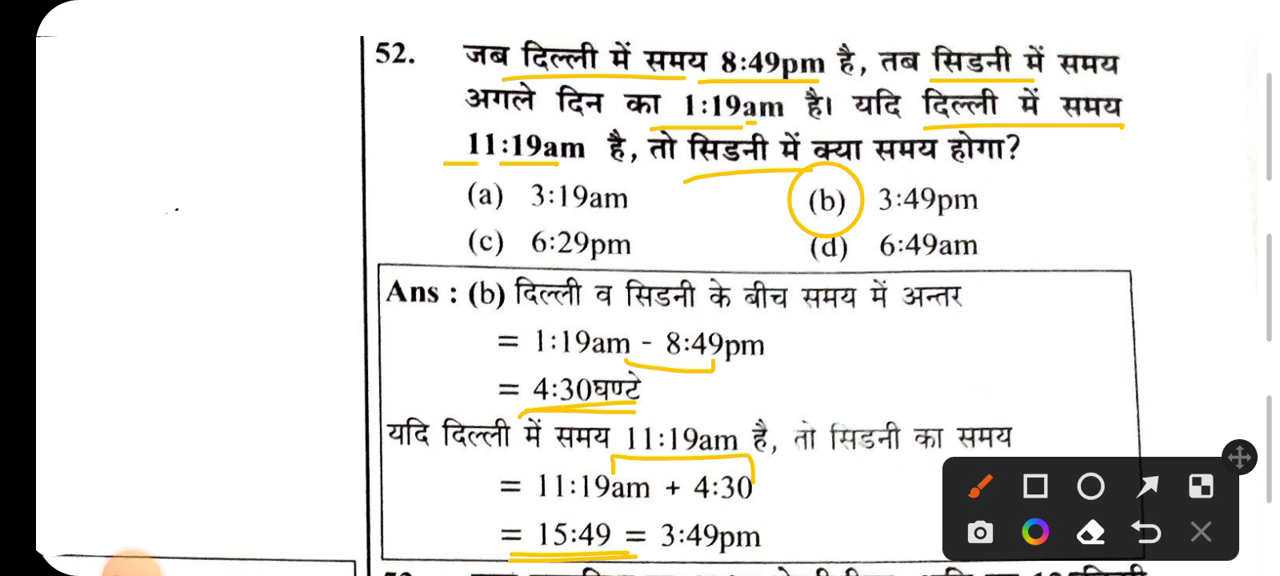 52. जब दिल्ली में समय 8:49pm है, तब सिडनी में समय
अगले दिन का 1:19am है। यदि दिल्ली में समय
11:19am है, तो सिडनी में क्या समय होगा?
(a) 3:19am (b) 3:49pm
(c) 6:29pm (d) 6:49am
Ans : (b) दिल्ली व सिडनी के बीच समय में अन्तर
= 1:19am - 8:49pm
= 4:30घण्टे
यदि दिल्ली में समय 11:19am है, तो सिडनी का समय
= 11:19am + 4:30
= 15:49 = 3:49pm